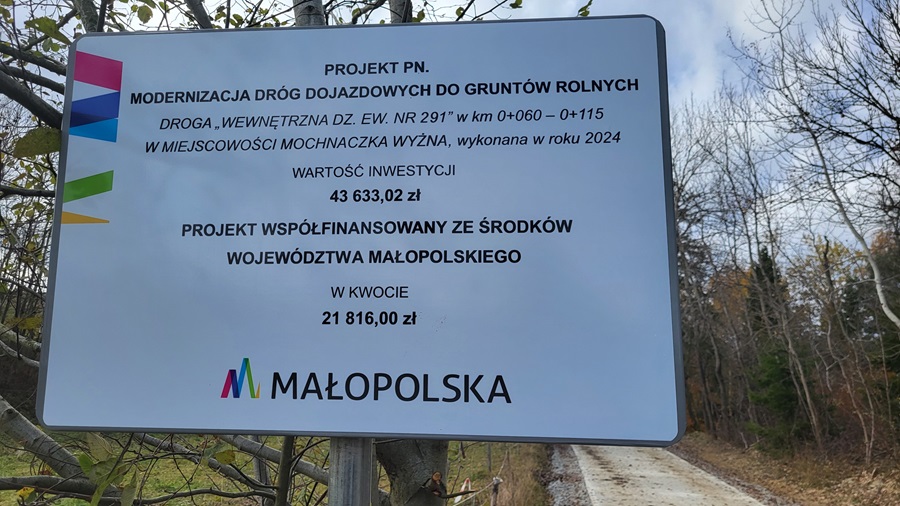 PROJEKT PN.
MODERNIZACJA DRÓG DOJAZDOWYCH DO GRUNTÓW ROLNYCH
DROGA „WEWNĘTRZNA DZ. EW. NR 291” w km 0+060 – 0+115
W MIEJSCOWOŚCI MOCHNACZKA WYŻNA, wykonana w roku 2024
WARTOŚĆ INWESTYCJI
43 633,02 zł
PROJEKT WSPÓŁFINANSOWANY ZE ŚRODKÓW
WOJEWÓDZTWA MAŁOPOLSKIEGO
W KWOCIE
21 816,00 zł
MAŁOPOLSKA